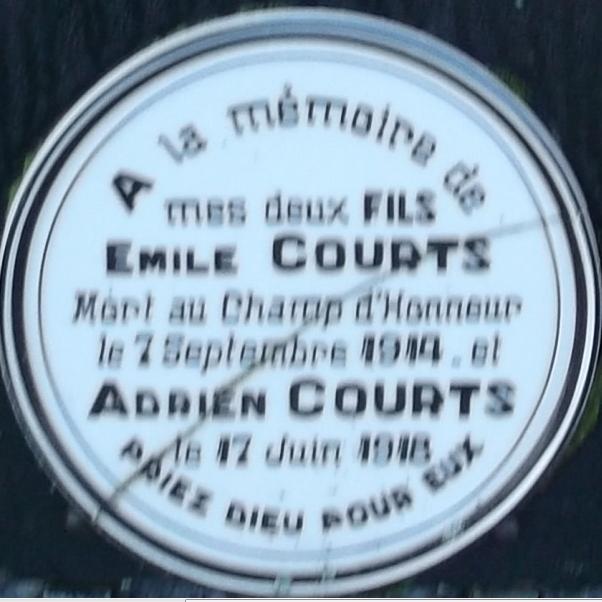 A la mémoire de
mes deux FILS
EMILE COURTS
Mort au Champ d'Honneur
le 7 Septembre 1914. et
ADRIEN COURTS
le 17 Juin 1918
PRIEZ DIEU POUR EUX